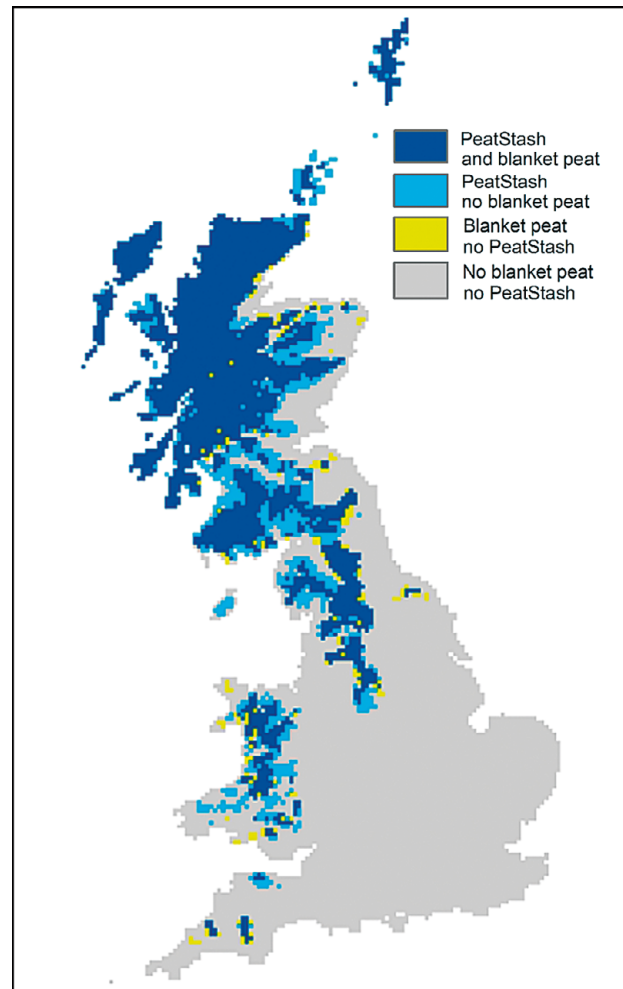 PeatStash
and blanket peat
PeatStash
no blanket peat
Blanket peat
no PeatStash
No blanket peat
no PeatStash